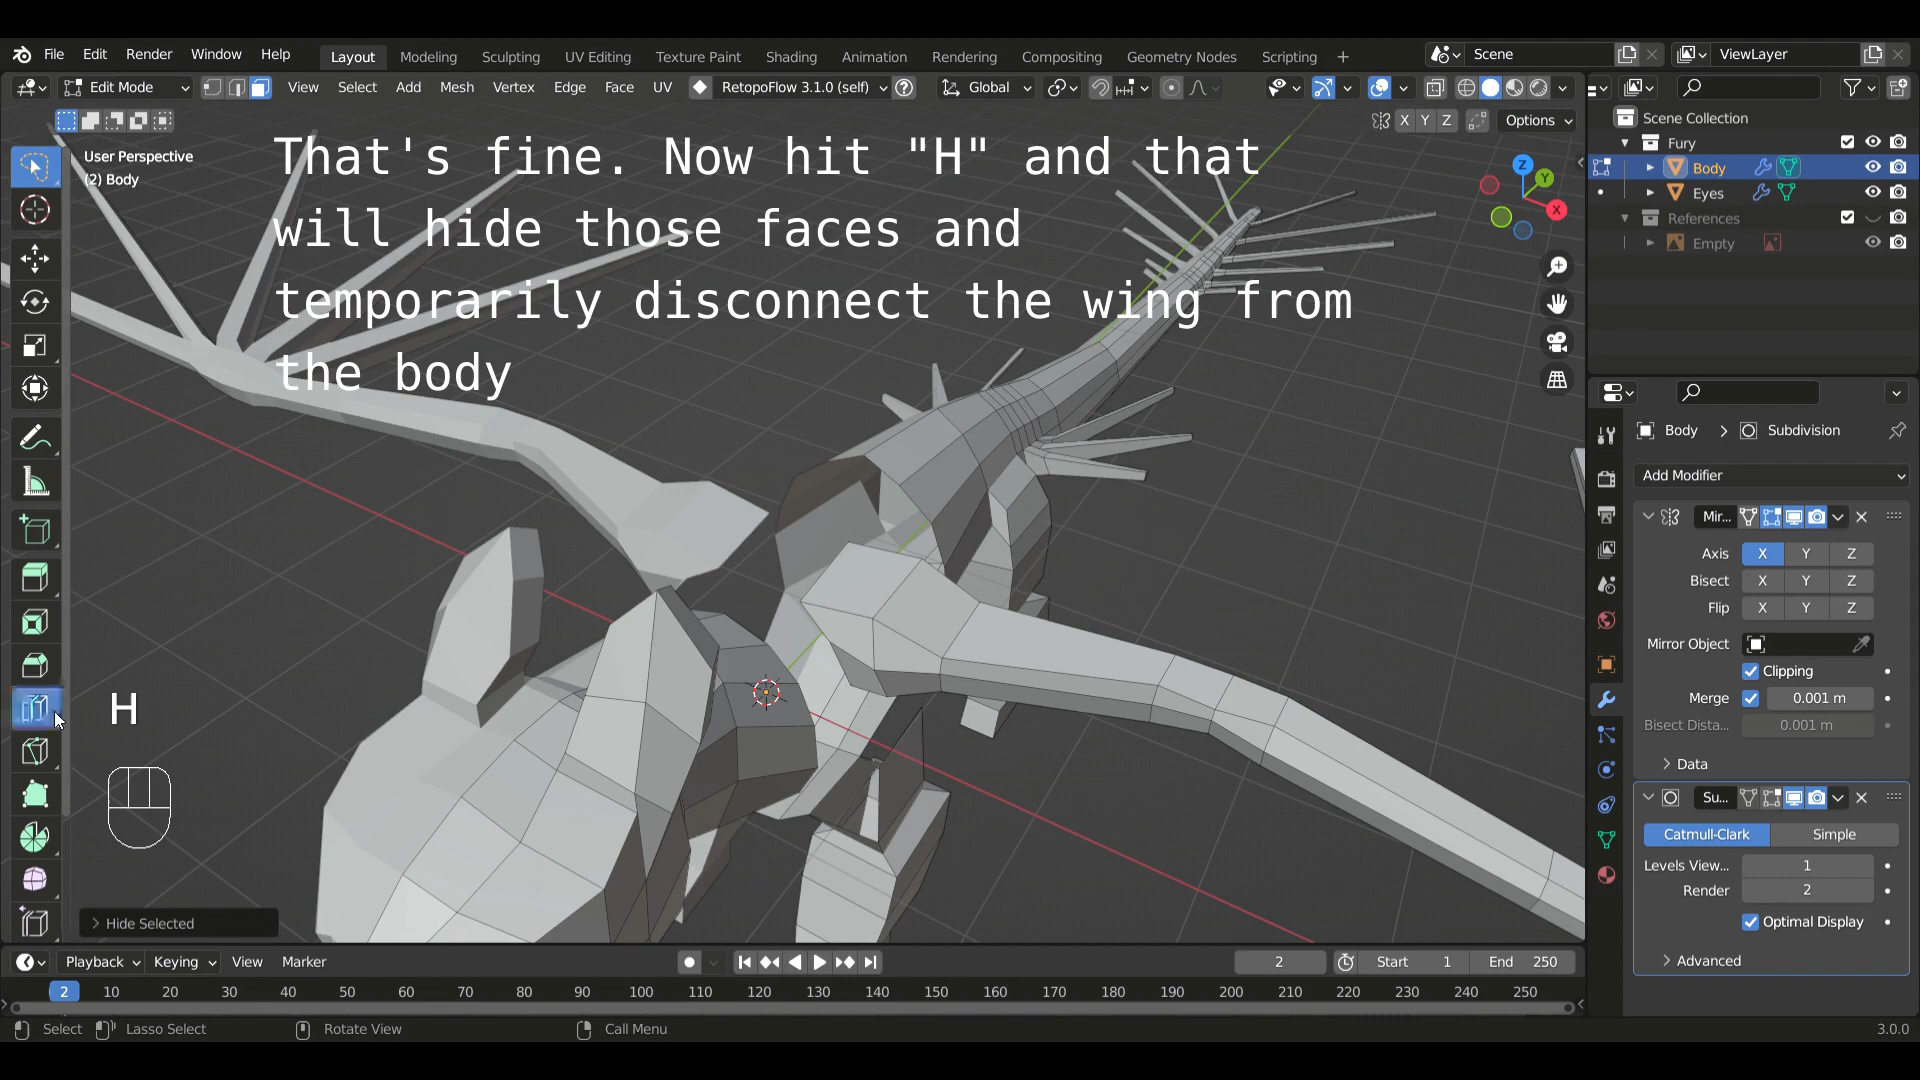 File Edit Render Window Help Layout Modeling Sculpting UV Editing Texture Paint Shading Animation Rendering Compositing Geometry Nodes Scripting + Scene ViewLayer
Edit Mode View Select Add Mesh Vertex Edge Face UV RetopoFlow 3.1.0 (self) Global
X Y Z Options
User Perspective
(2) Body
That's fine. Now hit "H" and that
will hide those faces and
temporarily disconnect the wing from
the body
Z
Y
X
H
Hide Selected
Scene Collection
Fury
Body
Eyes
References
Empty
Body > Subdivision
Add Modifier
Mir...
Axis X Y Z
Bisect X Y Z
Flip X Y Z
Mirror Object
Clipping
Merge 0.001 m
Bisect Dista... 0.001 m
Data
Su...
Catmull-Clark Simple
Levels View... 1
Render 2
Optimal Display
Advanced
Playback Keying View Marker 2 Start 1 End 250
2 10 20 30 40 50 60 70 80 90 100 110 120 130 140 150 160 170 180 190 200 210 220 230 240 250
Select Lasso Select Rotate View Call Menu 3.0.0